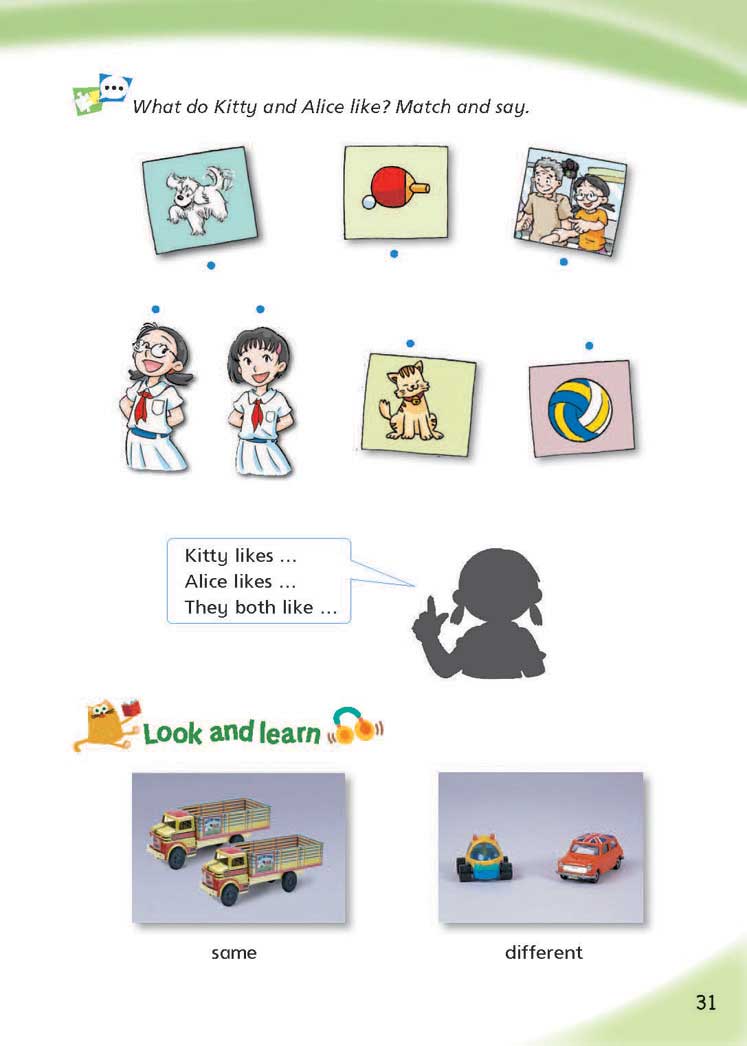 What do Kitty and Alice like? Match and say.
Kitty likes ...
Alice likes ...
They both like ...
Look and learn
same
different
31